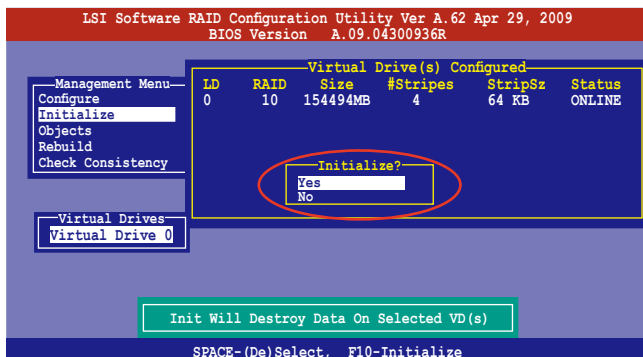 LSI Software RAID Configuration Utility Ver A.62 Apr 29, 2009
BIOS Version A.09.04300936R
Management Menu
Configure
Initialize
Objects
Rebuild
Check Consistency
Virtual Drive(s) Configured
LD RAID Size #Stripes StripSz Status
0 10 154494MB 4 64 KB ONLINE
Initialize?
Yes
No
Virtual Drives
Virtual Drive 0
Init Will Destroy Data On Selected VD(s)
SPACE-(De)Select, F10-Initialize